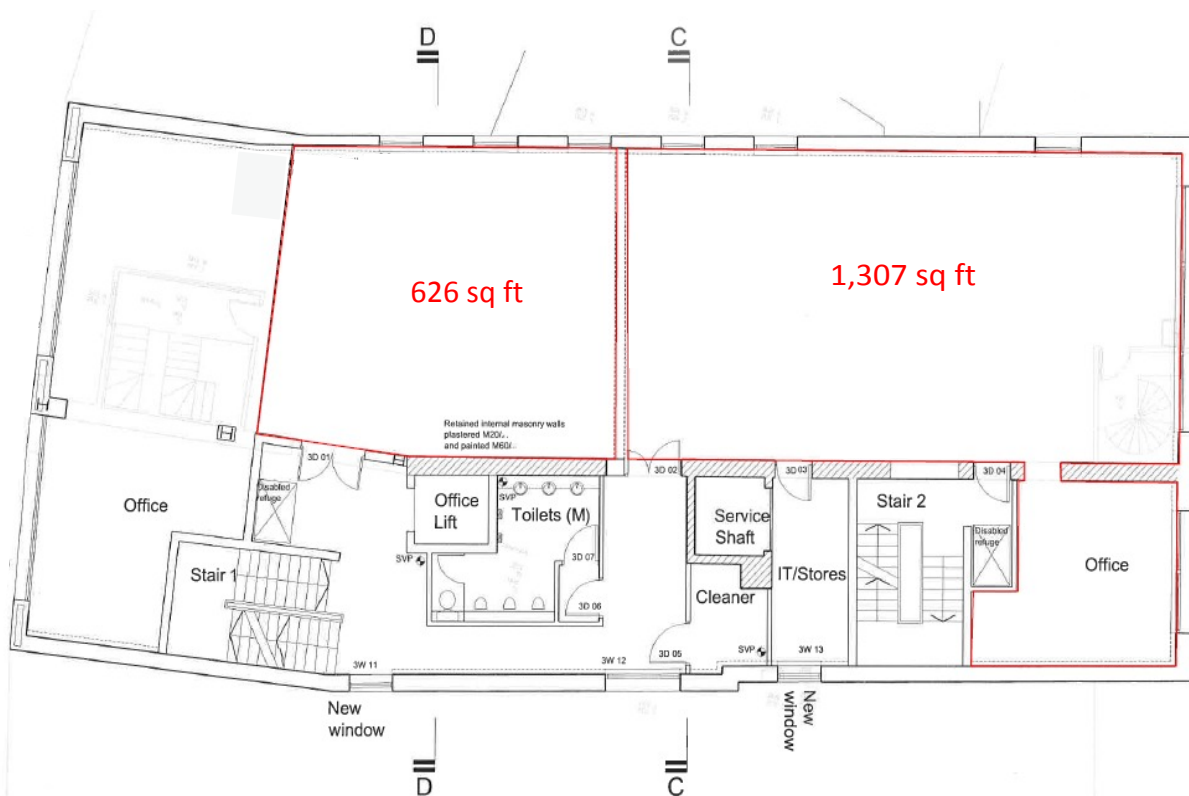 D
C
626 sq ft
1,307 sq ft
Retained internal masonry walls
plastered M20/
and painted M60/
3D 01
3D 02
3D 03
3D 04
Disabled
refuge
Office
Lift
SVP
Toilets (M)
Service
Shaft
Stair 2
Disabled
refuge
Office
Office
Stair 1
SVP
3D 07
3D 06
IT/Stores
Cleaner
3W 11
3W 12
3D 05
SVP
3W 13
New
window
New
window
D
C